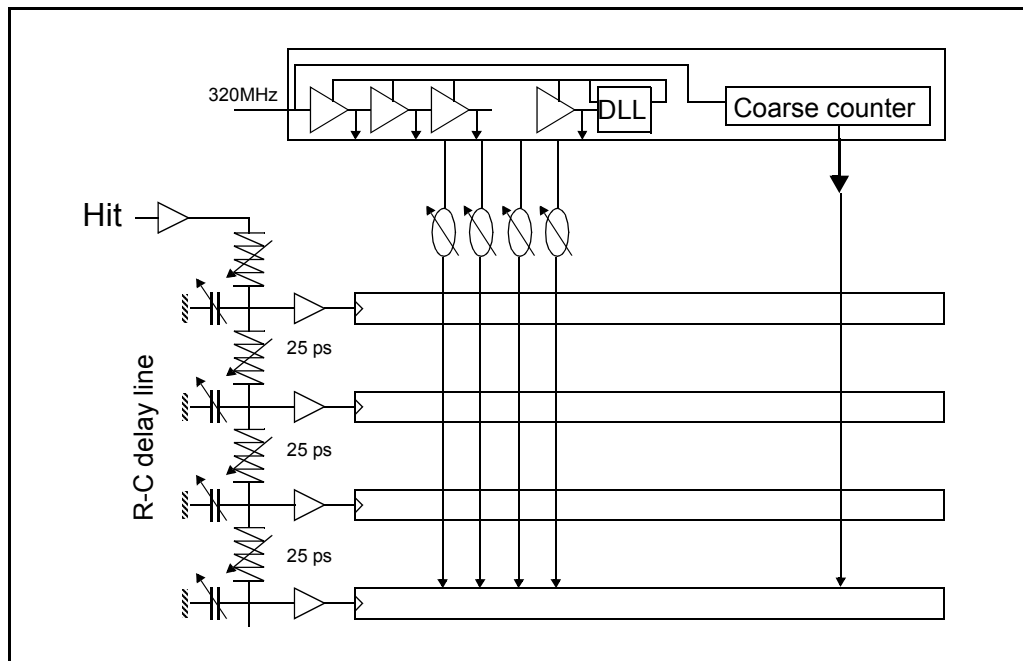 320MHz
DLL
Coarse counter
Hit
25 ps
25 ps
25 ps
R-C delay line